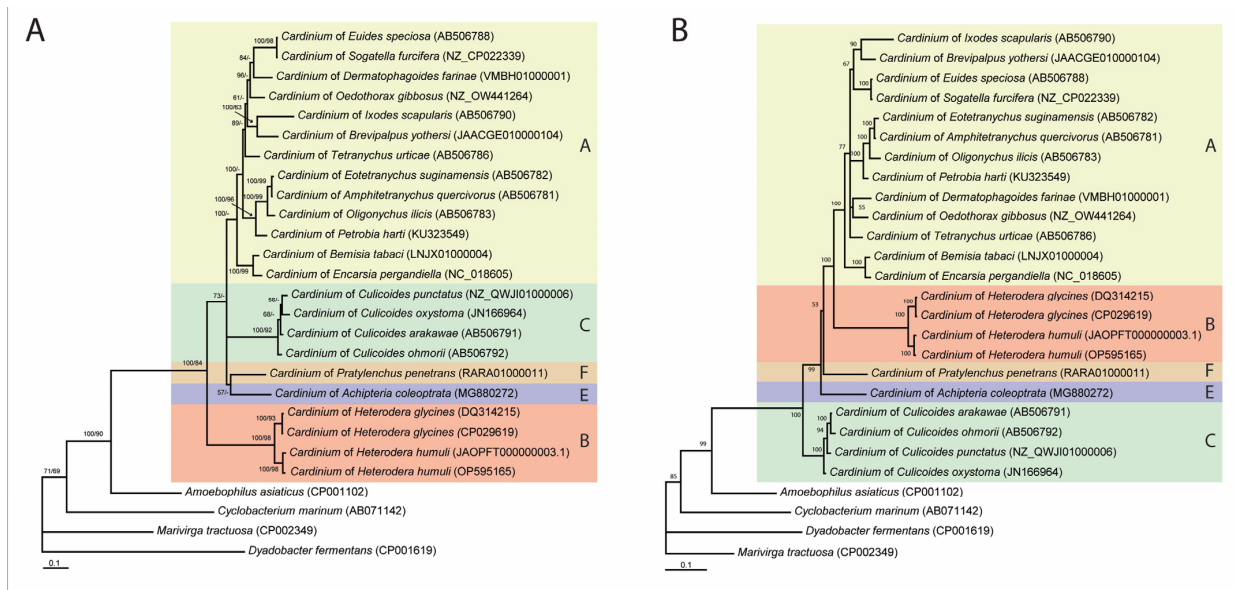 A
Cardinium of Euides speciosa (AB506788)
Cardinium of Sogatella furcifera (NZ_CP022339)
Cardinium of Dermatophagoides farinae (VMBH01000001)
Cardinium of Oedothorax gibbosus (NZ_OW441264)
Cardinium of Ixodes scapularis (AB506790)
Cardinium of Brevipalpus yothersi (JAACGE010000104)
Cardinium of Tetranychus urticae (AB506786)
Cardinium of Eotetranychus suginamensis (AB506782)
Cardinium of Amphitetranychus quercivorus (AB506781)
Cardinium of Oligonychus ilicis (AB506783)
Cardinium of Petrobia harti (KU323549)
Cardinium of Bemisia tabaci (LNJX01000004)
Cardinium of Encarsia pergandiella (NC_018605)
Cardinium of Culicoides punctatus (NZ_QWJI01000006)
Cardinium of Culicoides oxystoma (JN166964)
Cardinium of Culicoides arakawae (AB506791)
Cardinium of Culicoides ohmorii (AB506792)
Cardinium of Pratylenchus penetrans (RARA01000011)
Cardinium of Achipteria coleoptrata (MG880272)
Cardinium of Heterodera glycines (DQ314215)
Cardinium of Heterodera glycines (CP029619)
Cardinium of Heterodera humuli (JAOPFT000000003.1)
Cardinium of Heterodera humuli (OP595165)
Amoebophilus asiaticus (CP001102)
Cyclobacterium marinum (AB071142)
Marivirga tractuosa (CP002349)
Dyadobacter fermentans (CP001619)
A
C
F
E
B
100/98
84/-
96/-
61/-
100/63
89/-
100/-
100/99
100/99
100/96
100/-
100/99
73/-
56/-
68/-
100/92
100/84
57/-
100/93
100/98
100/98
100/90
71/69
0.1
B
Cardinium of Ixodes scapularis (AB506790)
Cardinium of Brevipalpus yothersi (JAACGE010000104)
Cardinium of Euides speciosa (AB506788)
Cardinium of Sogatella furcifera (NZ_CP022339)
Cardinium of Eotetranychus suginamensis (AB506782)
Cardinium of Amphitetranychus quercivorus (AB506781)
Cardinium of Oligonychus ilicis (AB506783)
Cardinium of Petrobia harti (KU323549)
Cardinium of Dermatophagoides farinae (VMBH01000001)
Cardinium of Oedothorax gibbosus (NZ_OW441264)
Cardinium of Tetranychus urticae (AB506786)
Cardinium of Bemisia tabaci (LNJX01000004)
Cardinium of Encarsia pergandiella (NC_018605)
Cardinium of Heterodera glycines (DQ314215)
Cardinium of Heterodera glycines (CP029619)
Cardinium of Heterodera humuli (JAOPFT000000003.1)
Cardinium of Heterodera humuli (OP595165)
Cardinium of Pratylenchus penetrans (RARA01000011)
Cardinium of Achipteria coleoptrata (MG880272)
Cardinium of Culicoides arakawae (AB506791)
Cardinium of Culicoides ohmorii (AB506792)
Cardinium of Culicoides punctatus (NZ_QWJI01000006)
Cardinium of Culicoides oxystoma (JN166964)
Amoebophilus asiaticus (CP001102)
Cyclobacterium marinum (AB071142)
Dyadobacter fermentans (CP001619)
Marivirga tractuosa (CP002349)
A
B
F
E
C
90
67
100
100
100
77
100
55
100
100
100
100
53
100
99
100
94
100
99
85
0.1